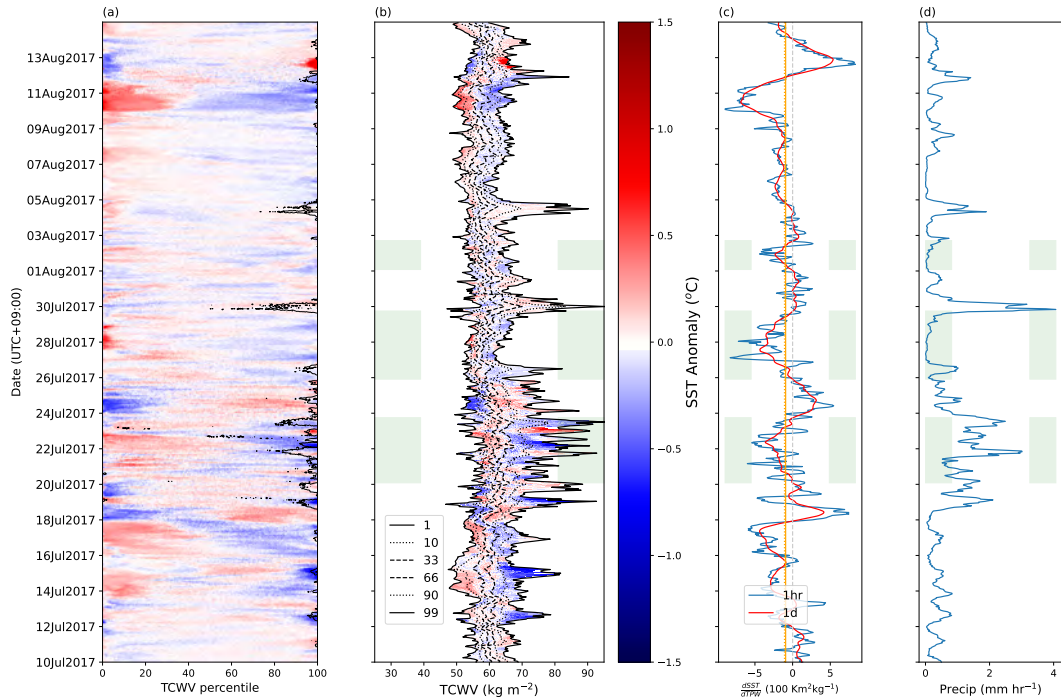 (a)
(b)
(c)
(d)
Date (UTC+09:00)
13Aug2017
11Aug2017
09Aug2017
07Aug2017
05Aug2017
03Aug2017
01Aug2017
30Jul2017
28Jul2017
26Jul2017
24Jul2017
22Jul2017
20Jul2017
18Jul2017
16Jul2017
14Jul2017
12Jul2017
10Jul2017
0 20 40 60 80 100
TCWV percentile
1
10
33
66
90
99
30 40 50 60 70 80 90
TCWV (kg m⁻²)
1.5
1.0
0.5
0.0
−0.5
−1.0
−1.5
SST Anomaly (°C)
1hr
1d
−5 0 5
dSST/dTPW (100 Km²kg⁻¹)
0 2 4
Precip (mm hr⁻¹)